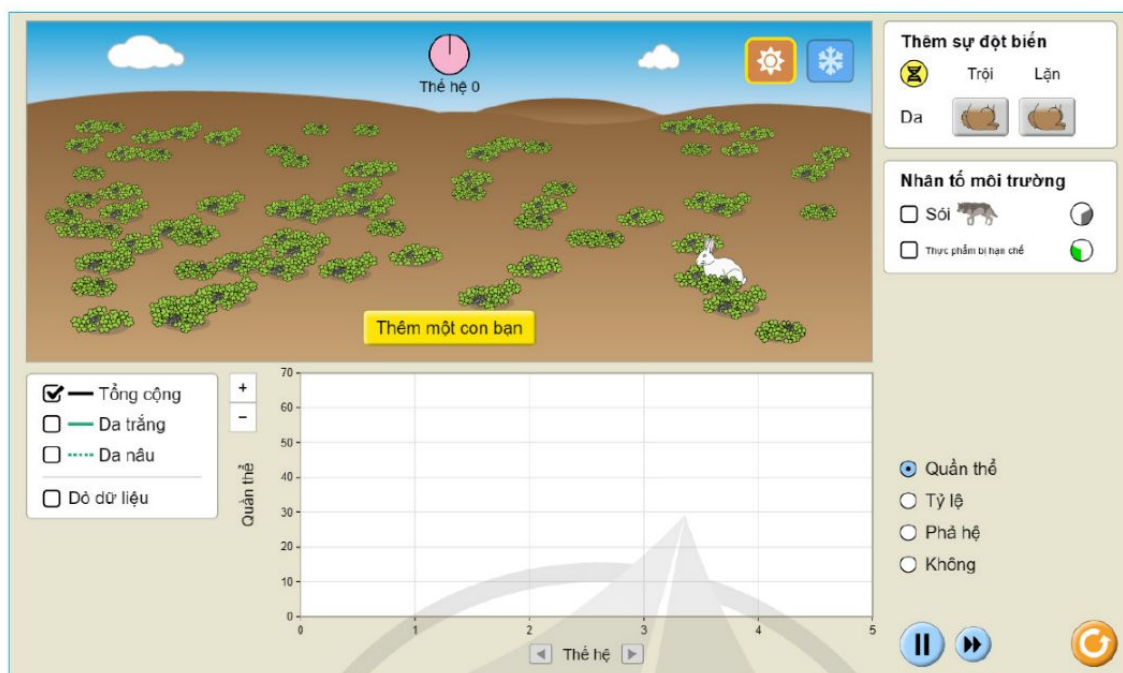 Thế hệ 0
Thêm một con bạn
Thêm sự đột biến
Trội Lặn
Da
Nhân tố môi trường
Sói
Thực phẩm bị hạn chế
Tổng cộng
Da trắng
Da nâu
Dò dữ liệu
+
−
Quần thể
70
60
50
40
30
20
10
0
0 1 2 3 4 5
Thế hệ
Quần thể
Tỷ lệ
Phả hệ
Không